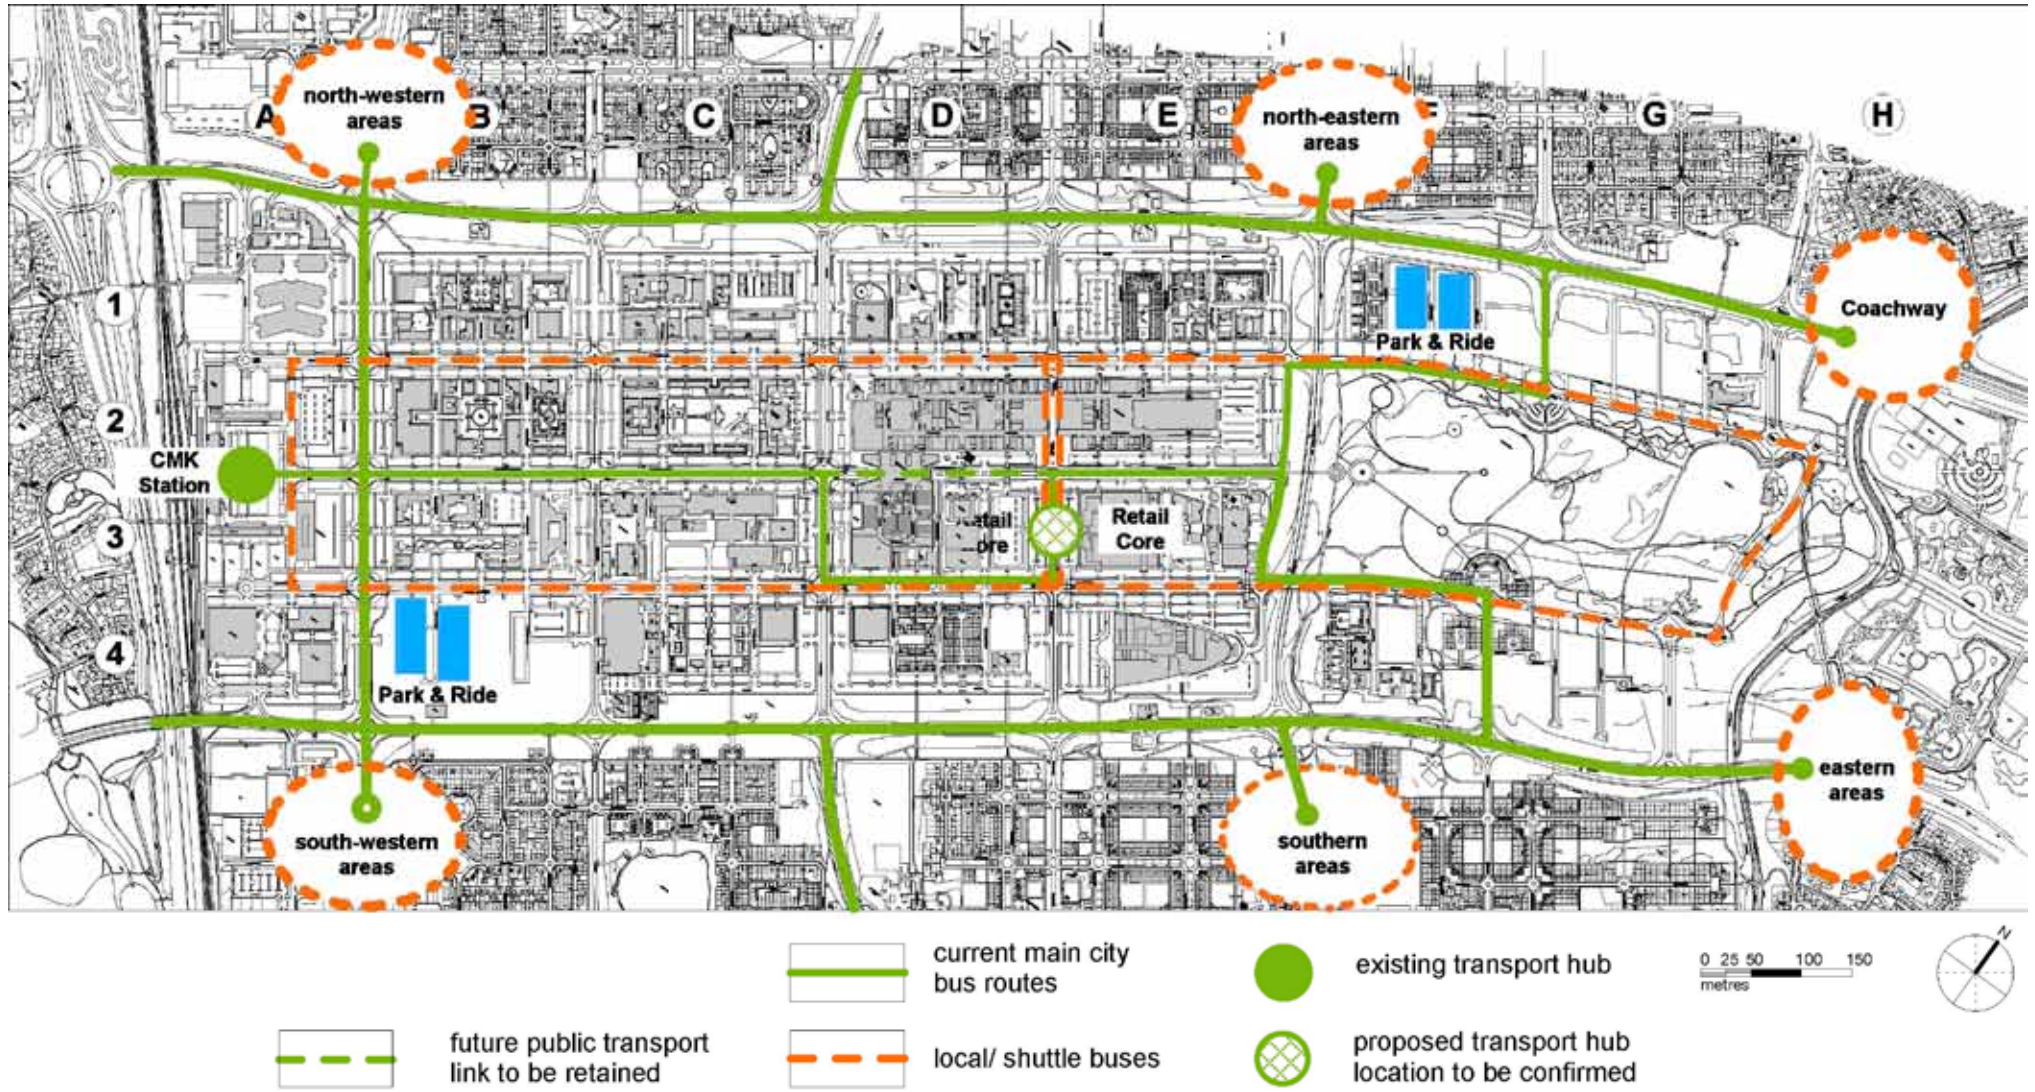 north-western
areas
north-eastern
areas
A
B
C
D
E
F
G
H
Coachway
1
Park & Ride
2
CMK
Station
3
Retail
Core
4
Park & Ride
south-western
areas
southern
areas
eastern
areas
current main city
bus routes
existing transport hub
0 25 50 100 150
metres
N
future public transport
link to be retained
local/ shuttle buses
proposed transport hub
location to be confirmed